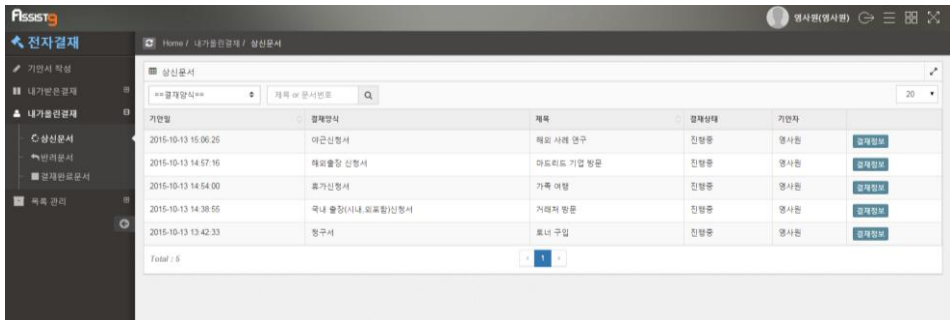 Assist9
영사원(영사원)
전자결재
Home / 내가올린결재 / 상신문서
기안서 작성
내가받은결재
내가올린결재
상신문서
반려문서
결재완료문서
목록 관리
상신문서
==결재양식==
제목 or 문서번호
20
기안일 결재양식 제목 결재상태 기안자
2015-10-13 15:06:25 야근신청서 해외 사례 연구 진행중 영사원 결재정보
2015-10-13 14:57:16 해외출장 신청서 마드리드 기업 방문 진행중 영사원 결재정보
2015-10-13 14:54:00 휴가신청서 가족 여행 진행중 영사원 결재정보
2015-10-13 14:38:55 국내 출장(시내,외포함)신청서 거래처 방문 진행중 영사원 결재정보
2015-10-13 13:42:33 청구서 토너 구입 진행중 영사원 결재정보
Total : 5
1